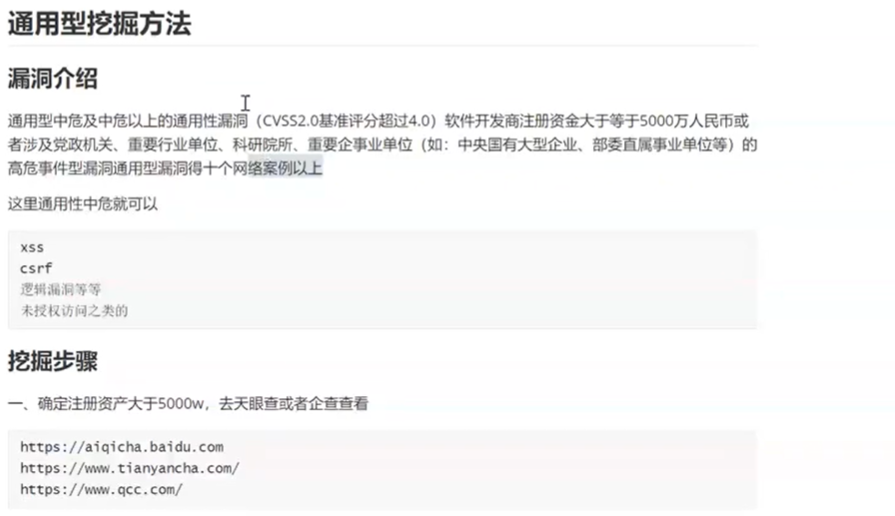 通用型挖掘方法
漏洞介绍
通用型中危及中危以上的通用性漏洞（CVSS2.0基准评分超过4.0）软件开发商注册资金大于等于5000万人民币或
者涉及党政机关、重要行业单位、科研院所、重要企事业单位（如：中央国有大型企业、部委直属事业单位等）的
高危事件型漏洞通用型漏洞得十个网络案例以上
这里通用性中危就可以
xss
csrf
逻辑漏洞等等
未授权访问之类的
挖掘步骤
一、确定注册资产大于5000w，去天眼查或者企查查看
https://aiqicha.baidu.com
https://www.tianyancha.com/
https://www.qcc.com/